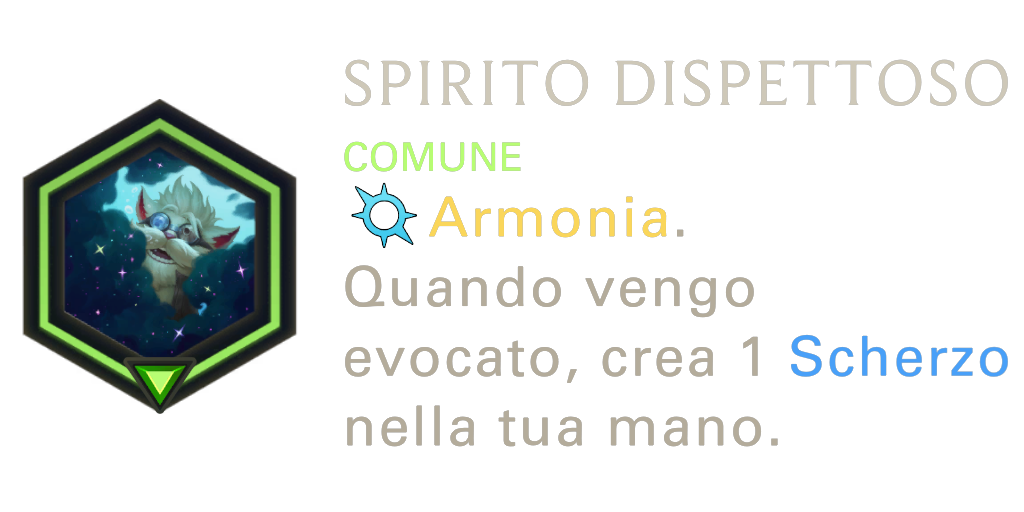 SPIRITO DISPETTOSO
COMUNE
Armonia.
Quando vengo
evocato, crea 1 Scherzo
nella tua mano.